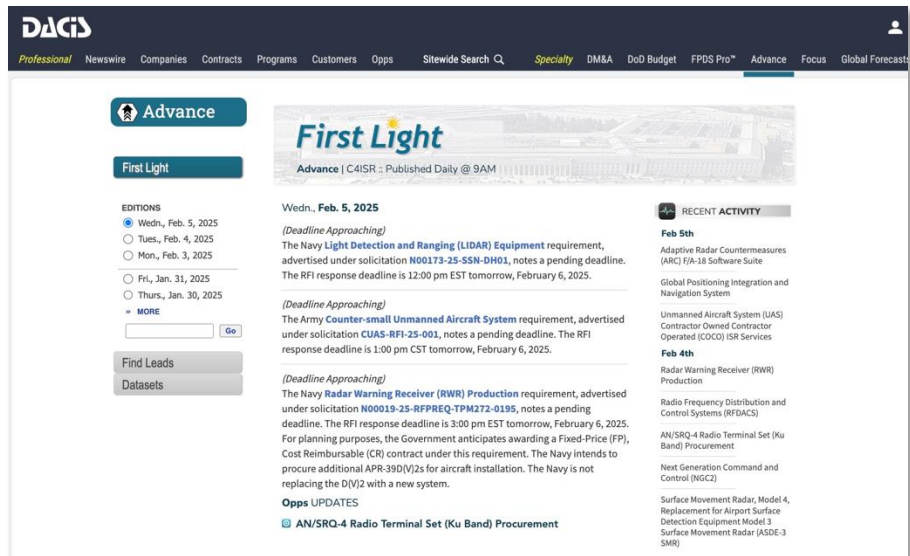 DACIS
Professional Newswire Companies Contracts Programs Customers Opps Sitewide Search Specialty DM&A DoD Budget FPDS Pro™ Advance Focus Global Forecasts
Advance
First Light
EDITIONS
Wedn., Feb. 5, 2025
Tues., Feb. 4, 2025
Mon., Feb. 3, 2025
Fri., Jan. 31, 2025
Thurs., Jan. 30, 2025
» MORE
Go
Find Leads
Datasets
First Light
Advance | C4ISR :: Published Daily @ 9AM
Wedn., Feb. 5, 2025
(Deadline Approaching)
The Navy Light Detection and Ranging (LIDAR) Equipment requirement,
advertised under solicitation N00173-25-SSN-DH01, notes a pending deadline.
The RFI response deadline is 12:00 pm EST tomorrow, February 6, 2025.
(Deadline Approaching)
The Army Counter-small Unmanned Aircraft System requirement, advertised
under solicitation CUAS-RFI-25-001, notes a pending deadline. The RFI
response deadline is 1:00 pm CST tomorrow, February 6, 2025.
(Deadline Approaching)
The Navy Radar Warning Receiver (RWR) Production requirement, advertised
under solicitation N00019-25-RFPREQ-TPM272-0195, notes a pending
deadline. The RFI response deadline is 3:00 pm EST tomorrow, February 6, 2025.
For planning purposes, the Government anticipates awarding a Fixed-Price (FP),
Cost Reimbursable (CR) contract under this requirement. The Navy intends to
procure additional APR-39D(V)2s for aircraft installation. The Navy is not
replacing the D(V)2 with a new system.
Opps UPDATES
AN/SRQ-4 Radio Terminal Set (Ku Band) Procurement
RECENT ACTIVITY
Feb 5th
Adaptive Radar Countermeasures
(ARC) F/A-18 Software Suite
Global Positioning Integration and
Navigation System
Unmanned Aircraft System (UAS)
Contractor Owned Contractor
Operated (COCO) ISR Services
Feb 4th
Radar Warning Receiver (RWR)
Production
Radio Frequency Distribution and
Control Systems (RFDACS)
AN/SRQ-4 Radio Terminal Set (Ku
Band) Procurement
Next Generation Command and
Control (NGC2)
Surface Movement Radar, Model 4,
Replacement for Airport Surface
Detection Equipment Model 3
Surface Movement Radar (ASDE-3
SMR)